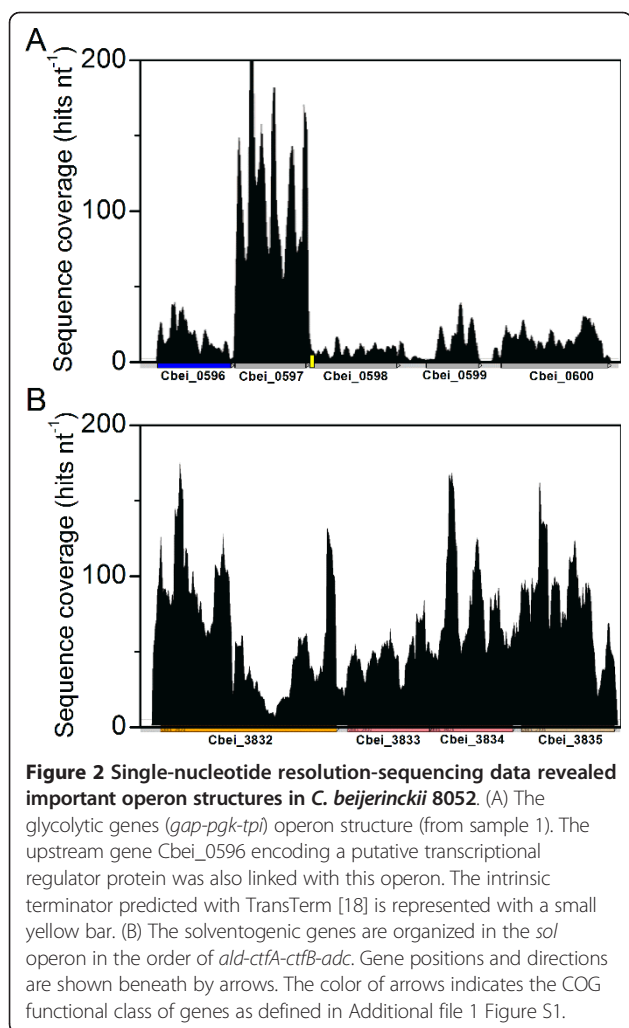 A
200
100
0
Sequence coverage (hits nt-1)
Cbei_0596 Cbei_0597 Cbei_0598 Cbei_0599 Cbei_0600
B
200
100
0
Sequence coverage (hits nt-1)
Cbei_3832 Cbei_3833 Cbei_3834 Cbei_3835
Figure 2 Single-nucleotide resolution-sequencing data revealed
important operon structures in C. beijerinckii 8052. (A) The
glycolytic genes (gap-pgk-tpi) operon structure (from sample 1). The
upstream gene Cbei_0596 encoding a putative transcriptional
regulator protein was also linked with this operon. The intrinsic
terminator predicted with TransTerm [18] is represented with a small
yellow bar. (B) The solventogenic genes are organized in the sol
operon in the order of ald-ctfA-ctfB-adc. Gene positions and directions
are shown beneath by arrows. The color of arrows indicates the COG
functional class of genes as defined in Additional file 1 Figure S1.